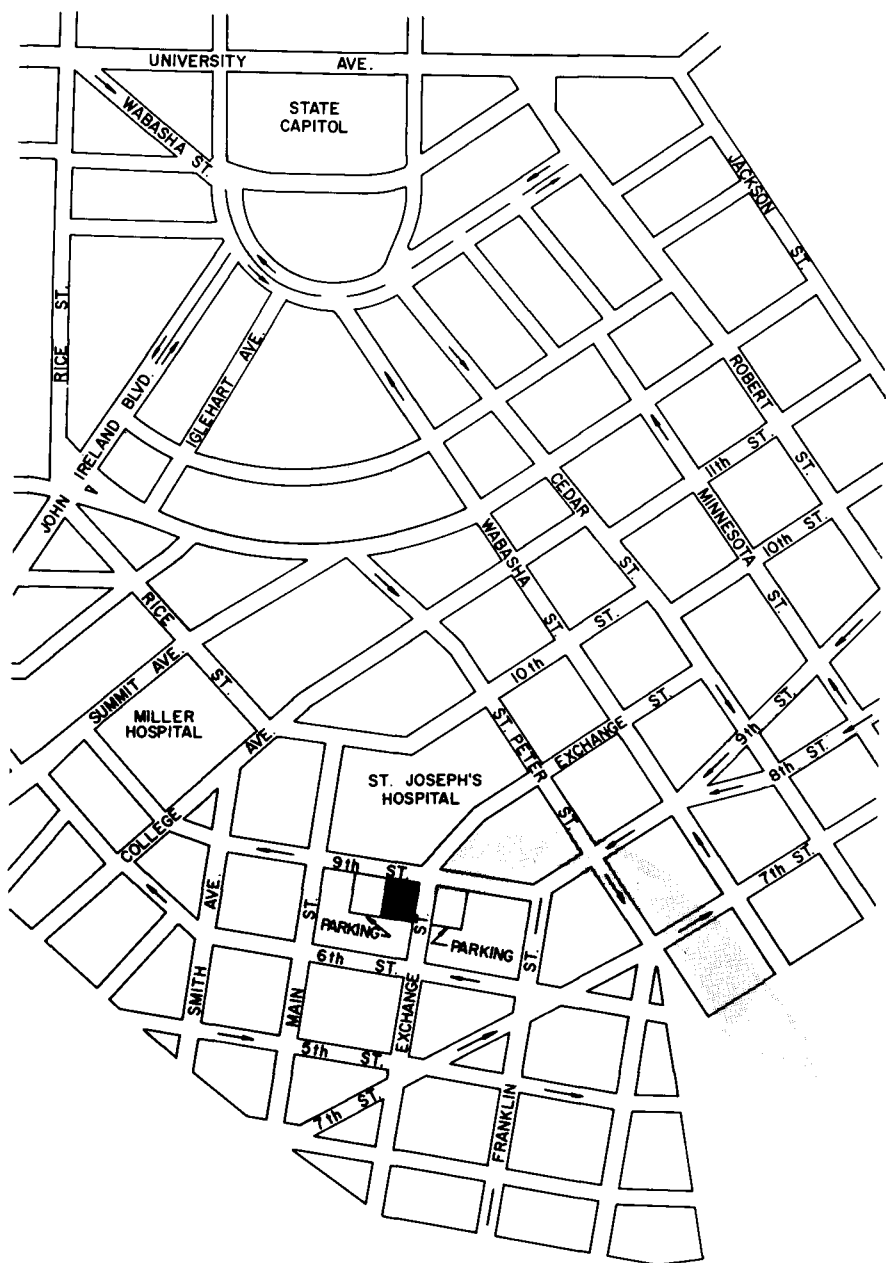 UNIVERSITY AVE.
STATE
CAPITOL
WABASHA ST.
JACKSON ST.
RICE ST.
IGLEHART AVE.
JOHN IRELAND BLVD.
ROBERT ST.
11th ST.
CEDAR ST.
MINNESOTA ST.
10th ST.
WABASHA ST.
RICE ST.
10th ST.
SUMMIT AVE.
MILLER
HOSPITAL
ST. PETER ST.
EXCHANGE ST.
9th ST.
8th ST.
COLLEGE AVE.
ST. JOSEPH'S
HOSPITAL
7th ST.
9th ST.
PARKING
PARKING
6th ST.
SMITH AVE.
MAIN ST.
EXCHANGE ST.
FRANKLIN ST.
5th ST.
7th ST.